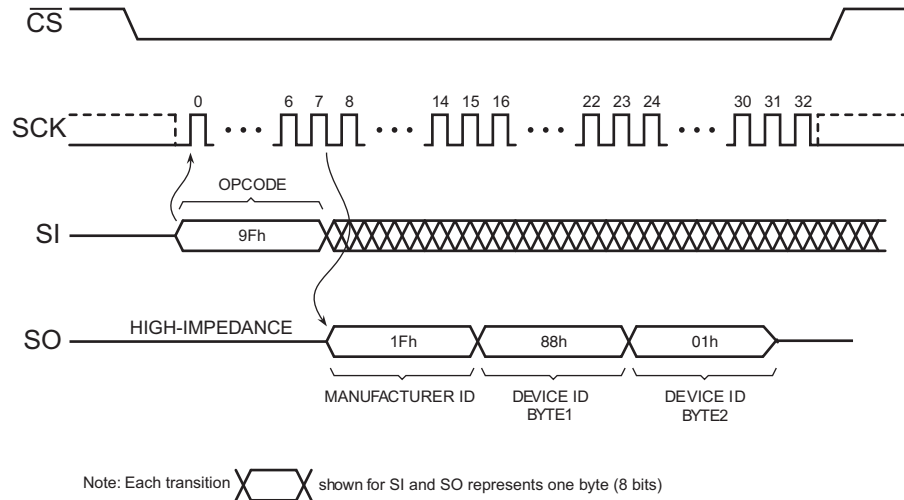 CS
0 6 7 8 14 15 16 22 23 24 30 31 32
SCK
OPCODE
SI 9Fh
HIGH-IMPEDANCE
SO 1Fh 88h 01h
MANUFACTURER ID DEVICE ID DEVICE ID
BYTE1 BYTE2
Note: Each transition shown for SI and SO represents one byte (8 bits)